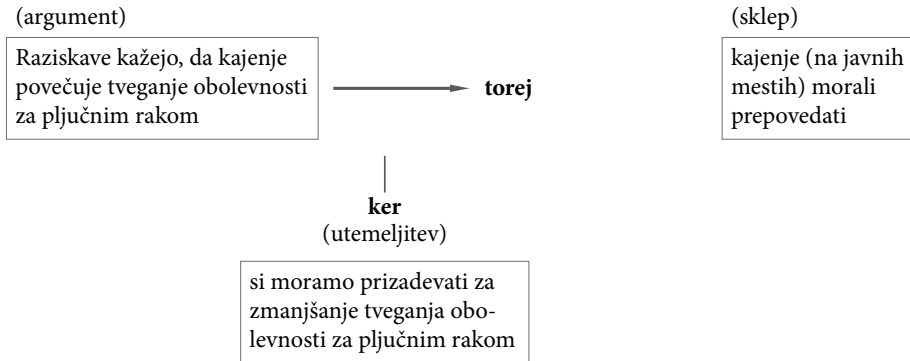 (argument)
Raziskave kažejo, da kajenje
povečuje tveganje obolevnosti
za pljučnim rakom
torej
(sklep)
kajenje (na javnih
mestih) morali
prepovedati
ker
(utemeljitev)
si moramo prizadevati za
zmanjšanje tveganja obo-
levnosti za pljučnim rakom